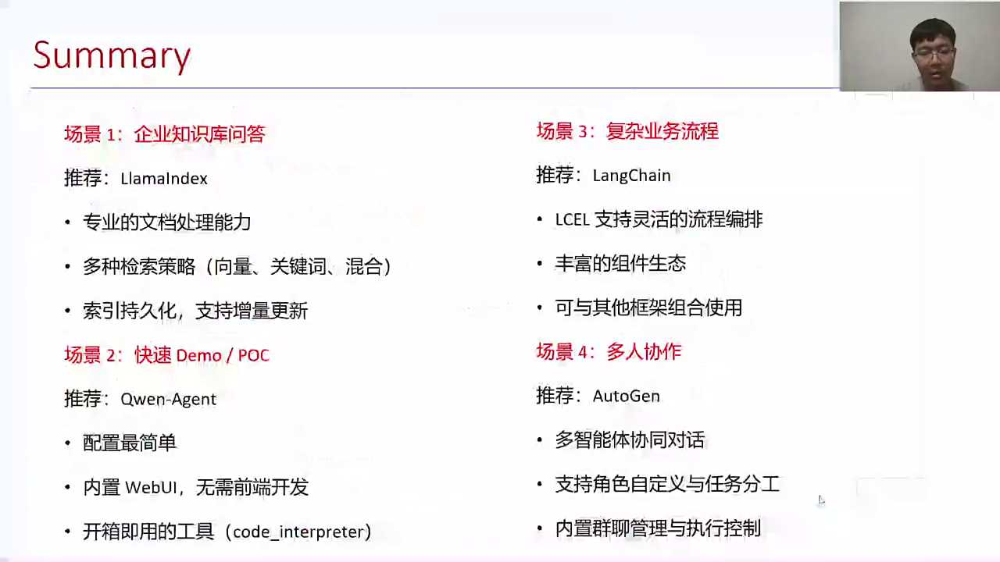 Summary
场景 1：企业知识库问答
推荐：LlamaIndex
• 专业的文档处理能力
• 多种检索策略（向量、关键词、混合）
• 索引持久化，支持增量更新
场景 2：快速 Demo / POC
推荐：Qwen-Agent
• 配置最简单
• 内置 WebUI，无需前端开发
• 开箱即用的工具（code_interpreter）
场景 3：复杂业务流程
推荐：LangChain
• LCEL 支持灵活的流程编排
• 丰富的组件生态
• 可与其他框架组合使用
场景 4：多人协作
推荐：AutoGen
• 多智能体协同对话
• 支持角色自定义与任务分工
• 内置群聊管理与执行控制